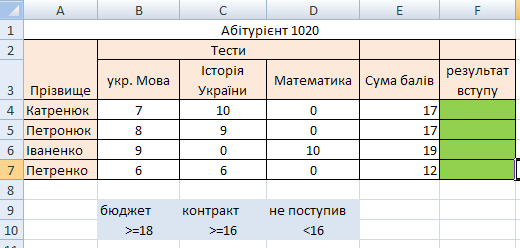 A B C D E F
1 Абітурієнт 1020
2 Тести
3 Прізвище укр. Мова Історія України Математика Сума балів результат вступу
4 Катренюк 7 10 0 17
5 Петронюк 8 9 0 17
6 Іваненко 9 0 10 19
7 Петренко 6 6 0 12
8
9 бюджет контракт не поступив
10 >=18 >=16 <16